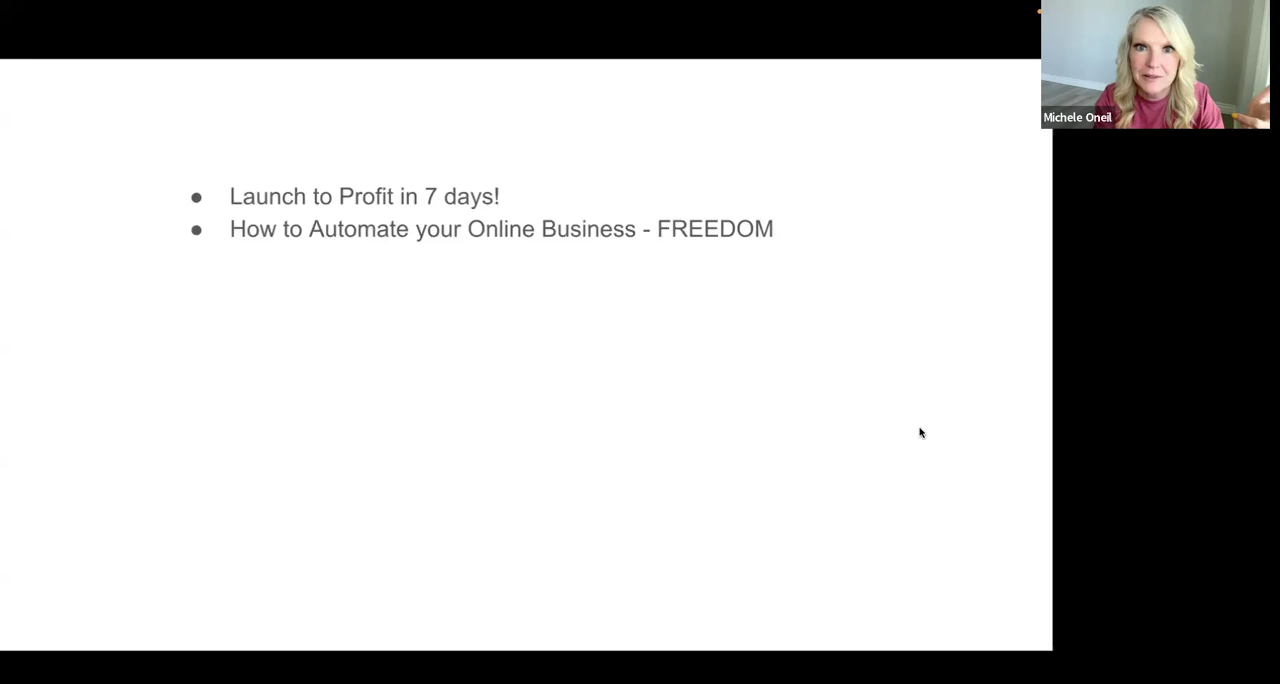 Michele Oneil
● Launch to Profit in 7 days!
● How to Automate your Online Business - FREEDOM